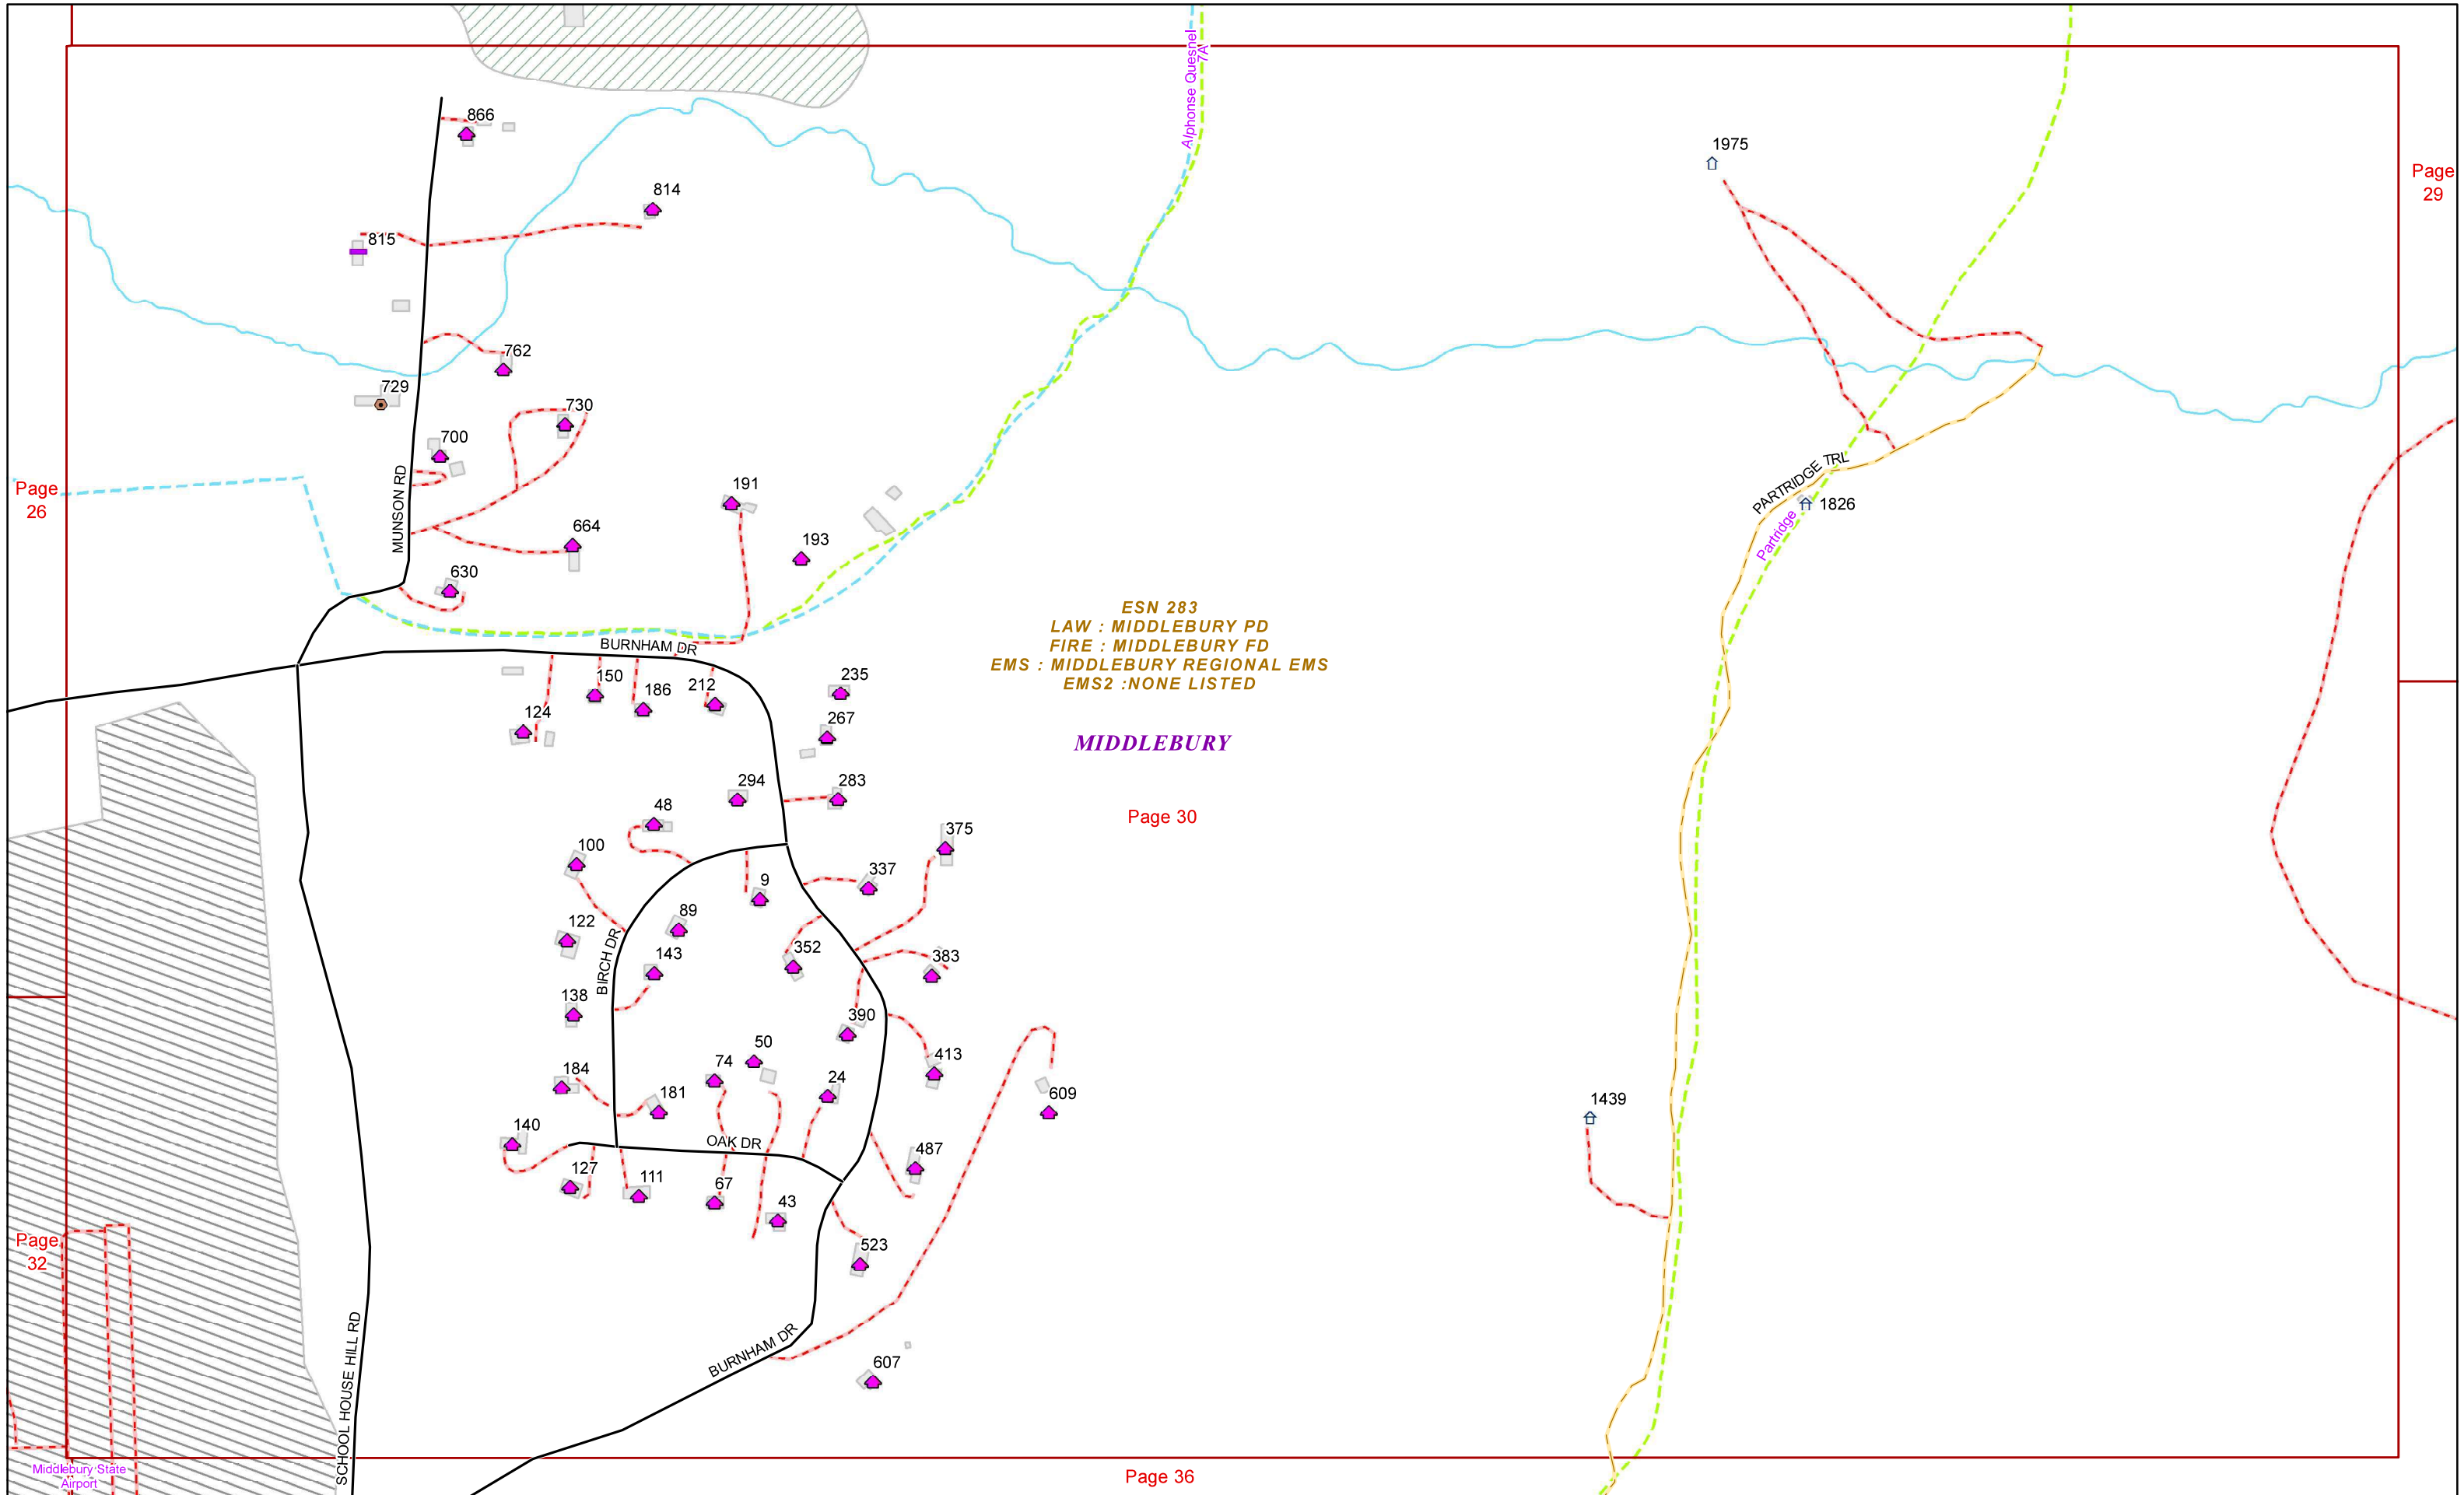 Alphonse Quesnel
7A
866
1975
Page
29
814
815
762
729
730
700
MUNSON RD
PARTRIDGE TRL
Page
26
191
1826
664
193
Partridge
630
ESN 283
LAW : MIDDLEBURY PD
FIRE : MIDDLEBURY FD
EMS : MIDDLEBURY REGIONAL EMS
EMS2 :NONE LISTED
BURNHAM DR
150
186
212
235
124
267
MIDDLEBURY
294
283
48
Page 30
375
100
337
9
89
122
BIRCH DR
143
352
383
138
390
50
74
184
24
413
181
609
1439
140
OAK DR
487
127
111
67
43
Page
32
523
BURNHAM DR
607
SCHOOL HOUSE HILL RD
Middlebury State
Airport
Page 36